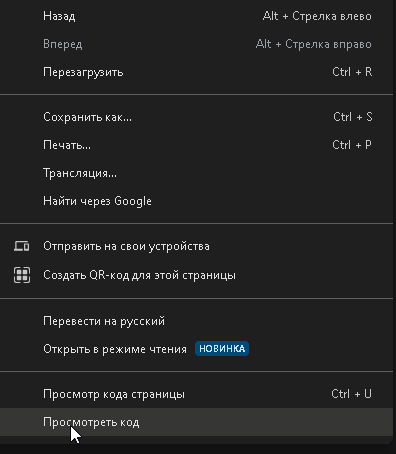 Назад Alt + Стрелка влево
Вперед Alt + Стрелка вправо
Перезагрузить Ctrl + R
Сохранить как... Ctrl + S
Печать... Ctrl + P
Трансляция...
Найти через Google
Отправить на свои устройства
Создать QR-код для этой страницы
Перевести на русский
Открыть в режиме чтения НОВИНКА
Просмотр кода страницы Ctrl + U
Просмотреть код